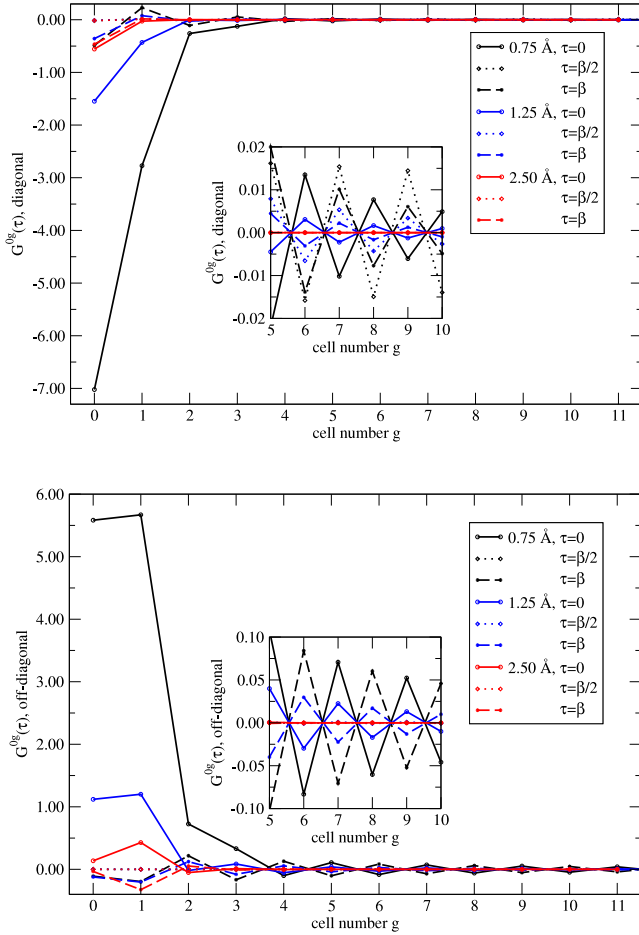 0.00
-1.00
-2.00
-3.00
-4.00
-5.00
-6.00
-7.00
G^{0g}(τ), diagonal
0 1 2 3 4 5 6 7 8 9 10 11
cell number g
0.75 Å, τ=0
τ=β/2
τ=β
1.25 Å, τ=0
τ=β/2
τ=β
2.50 Å, τ=0
τ=β/2
τ=β
0.02
0.01
0.00
-0.01
-0.02
G^{0g}(τ), diagonal
5 6 7 8 9 10
cell number g
6.00
5.00
4.00
3.00
2.00
1.00
0.00
G^{0g}(τ), off-diagonal
0 1 2 3 4 5 6 7 8 9 10 11
cell number g
0.75 Å, τ=0
τ=β/2
τ=β
1.25 Å, τ=0
τ=β/2
τ=β
2.50 Å, τ=0
τ=β/2
τ=β
0.10
0.05
0.00
-0.05
-0.10
G^{0g}(τ), off-diagonal
5 6 7 8 9 10
cell number g